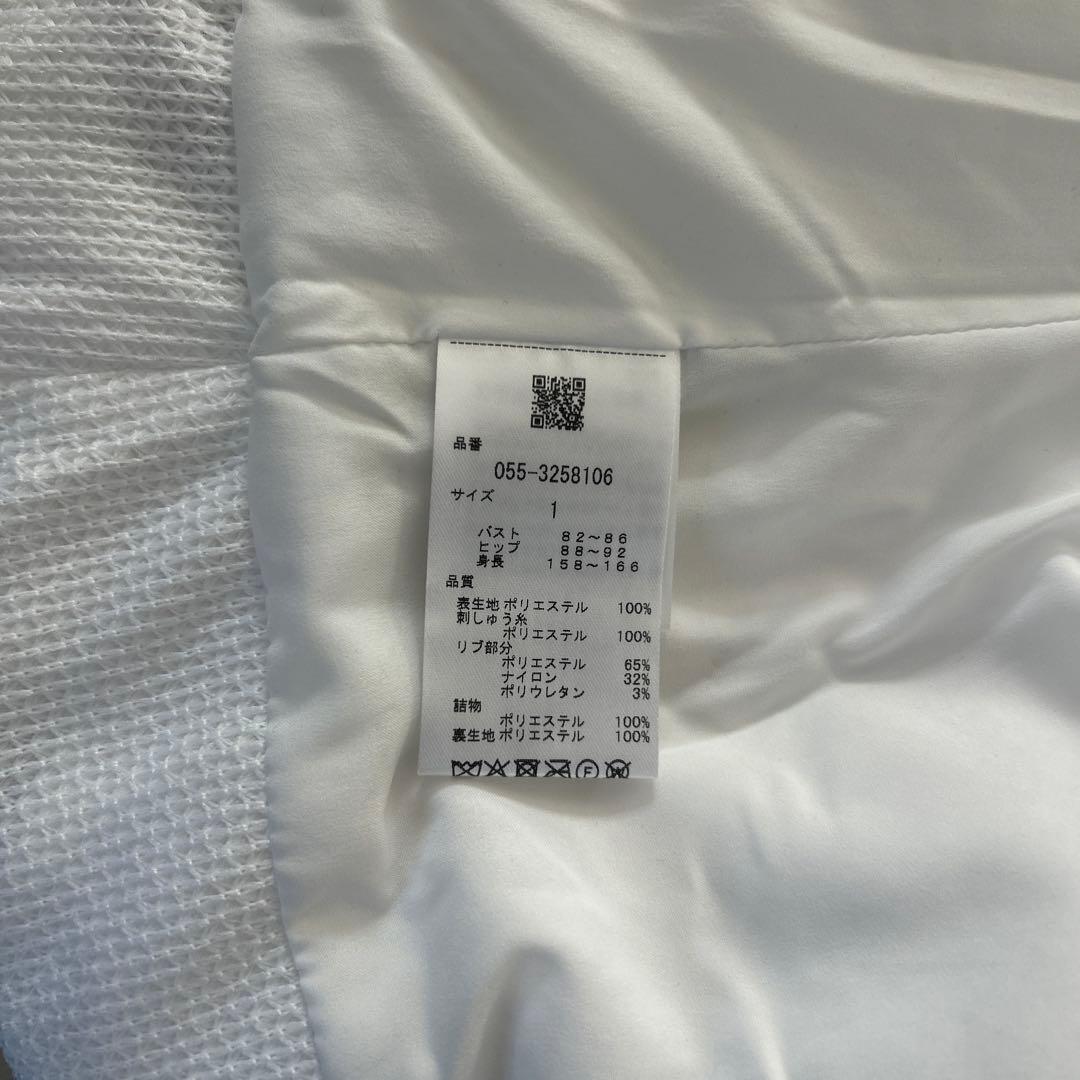 品番
055-3258106
サイズ
1
バスト 82～86
ヒップ 88～92
身長 158～166
品質
表生地 ポリエステル 100%
刺しゅう糸
ポリエステル 100%
リブ部分
ポリエステル 65%
ナイロン 32%
ポリウレタン 3%
詰物
ポリエステル 100%
裏生地 ポリエステル 100%
F W